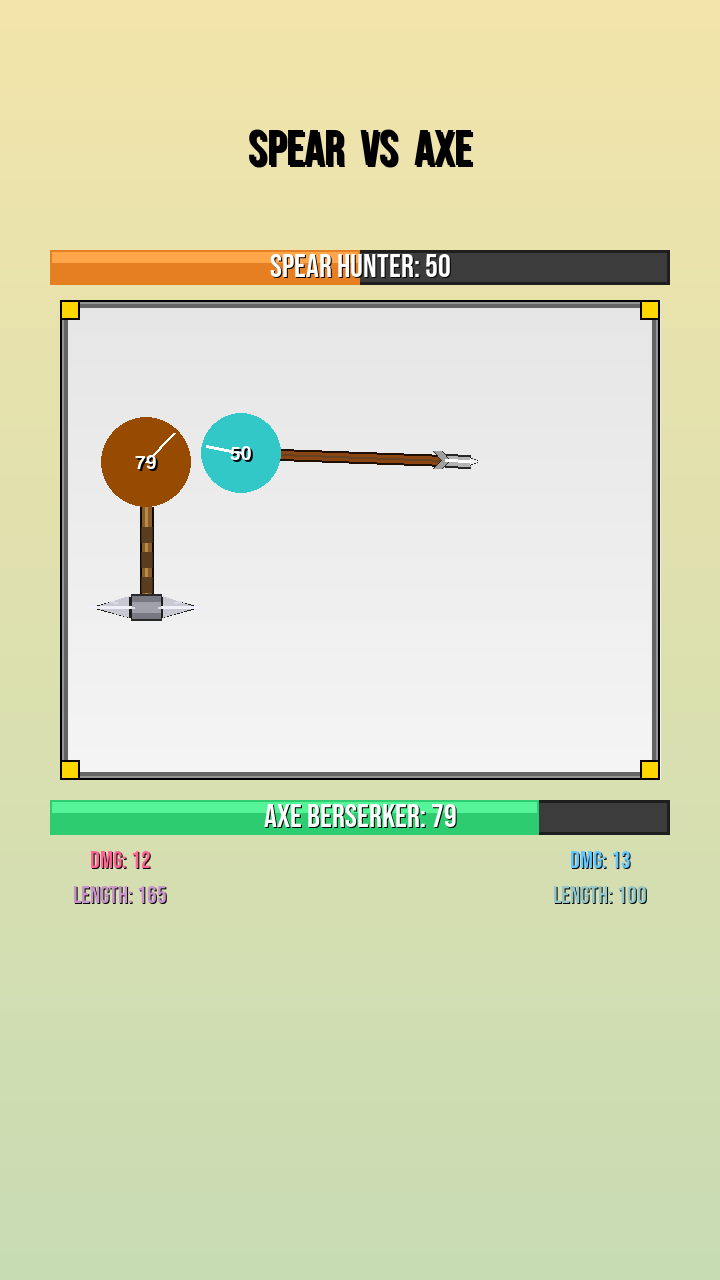 SPEAR VS AXE
SPEAR HUNTER: 50
79
50
AXE BERSERKER: 79
DMG: 12
DMG: 13
LENGTH: 165
LENGTH: 100